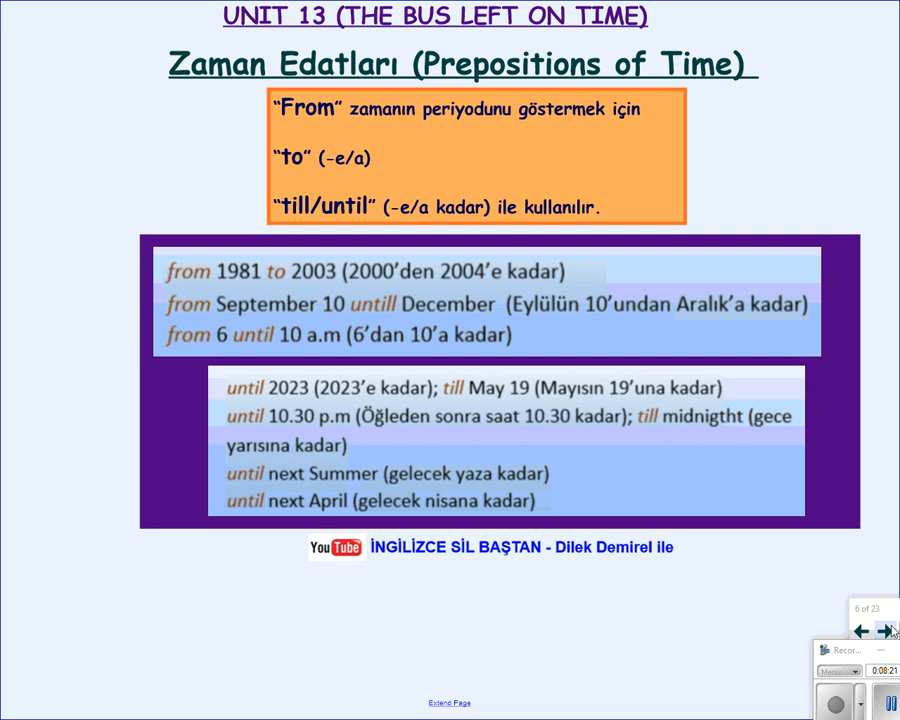 UNIT 13 (THE BUS LEFT ON TIME)
Zaman Edatları (Prepositions of Time)
“From” zamanın periyodunu göstermek için
“to” (-e/a)
“till/until” (-e/a kadar) ile kullanılır.
from 1981 to 2003 (2000’den 2004’e kadar)
from September 10 untill December (Eylülün 10’undan Aralık’a kadar)
from 6 until 10 a.m (6’dan 10’a kadar)
until 2023 (2023’e kadar); till May 19 (Mayısın 19’una kadar)
until 10.30 p.m (Öğleden sonra saat 10.30 kadar); till midnigtht (gece
yarısına kadar)
until next Summer (gelecek yaza kadar)
until next April (gelecek nisana kadar)
YouTube İNGİLİZCE SİL BAŞTAN - Dilek Demirel ile
6 of 23
Recor...
Menu
0:08:21
Extend Page